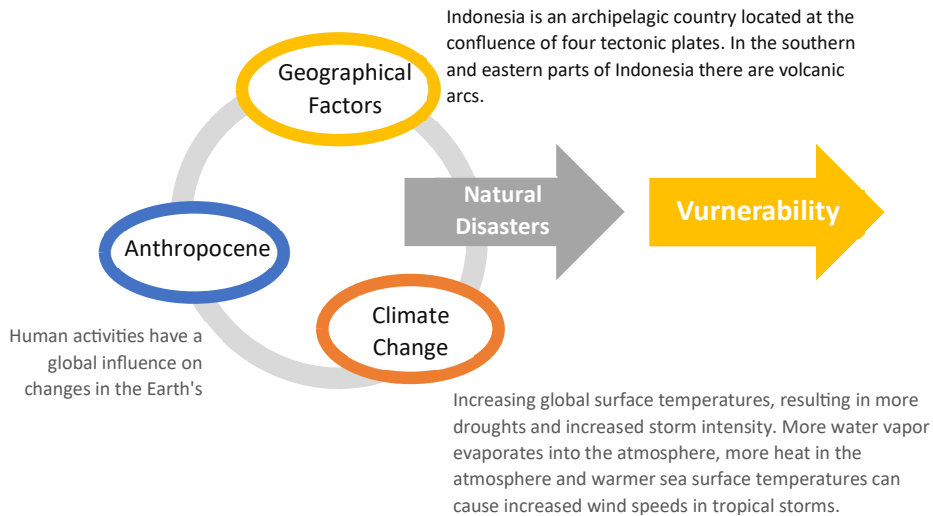 Indonesia is an archipelagic country located at the
confluence of four tectonic plates. In the southern
and eastern parts of Indonesia there are volcanic
arcs.
Geographical
Factors
Natural
Disasters
Vurnerability
Anthropocene
Climate
Change
Human activities have a
global influence on
changes in the Earth's
Increasing global surface temperatures, resulting in more
droughts and increased storm intensity. More water vapor
evaporates into the atmosphere, more heat in the
atmosphere and warmer sea surface temperatures can
cause increased wind speeds in tropical storms.